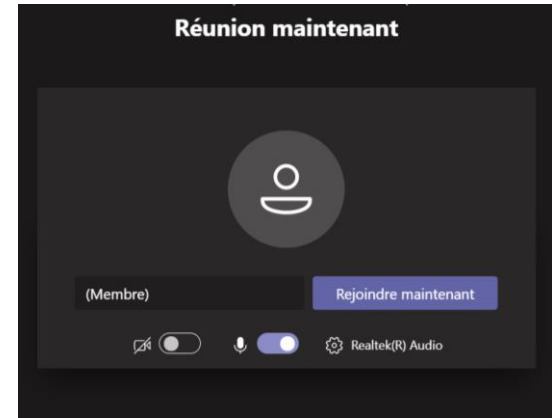 Réunion maintenant
(Membre)
Rejoindre maintenant
Realtek(R) Audio